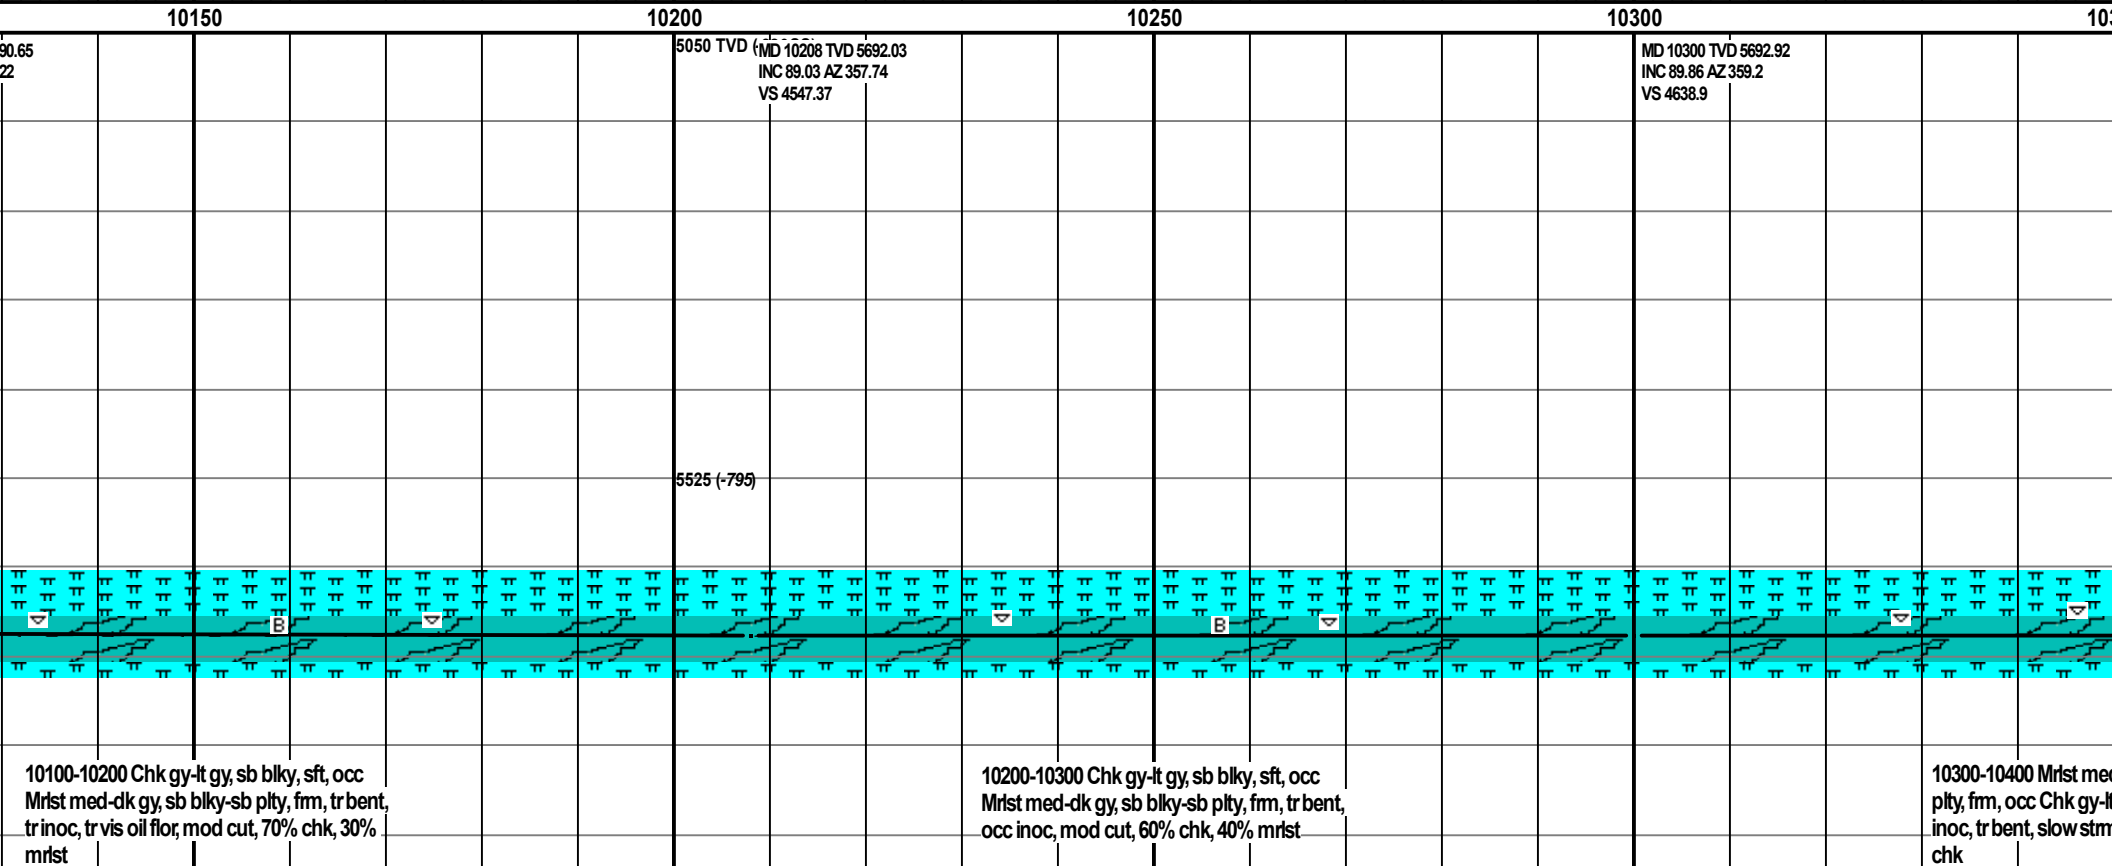 10150 10200 10250 10300
90.65
22
5050 TVD
MD 10208 TVD 5692.03
INC 89.03 AZ 357.74
VS 4547.37
MD 10300 TVD 5692.92
INC 89.86 AZ 359.2
VS 4638.9
5525 (-795)
B
B
10100-10200 Chk gy-lt gy, sb blky, sft, occ
Mrlst med-dk gy, sb blky-sb plty, frm, tr bent,
tr inoc, tr vis oil flor, mod cut, 70% chk, 30%
mrlst
10200-10300 Chk gy-lt gy, sb blky, sft, occ
Mrlst med-dk gy, sb blky-sb plty, frm, tr bent,
occ inoc, mod cut, 60% chk, 40% mrlst
10300-10400 Mrlst med
plty, frm, occ Chk gy-lt
inoc, tr bent, slow strm
chk